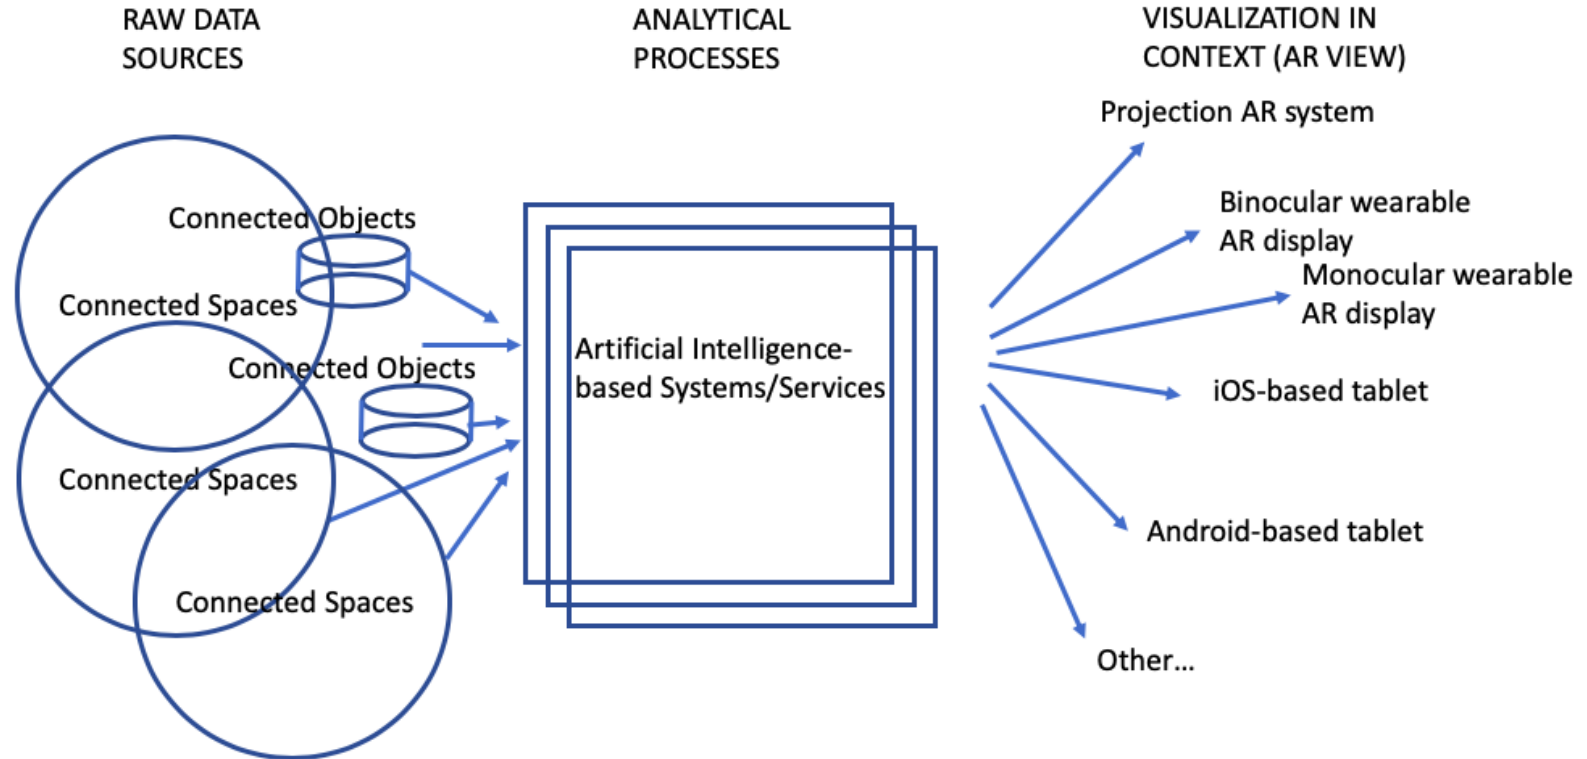 RAW DATA
SOURCES
ANALYTICAL
PROCESSES
VISUALIZATION IN
CONTEXT (AR VIEW)
Connected Objects
Connected Spaces
Connected Objects
Connected Spaces
Connected Spaces
Artificial Intelligence-
based Systems/Services
Projection AR system
Binocular wearable
AR display
Monocular wearable
AR display
iOS-based tablet
Android-based tablet
Other...